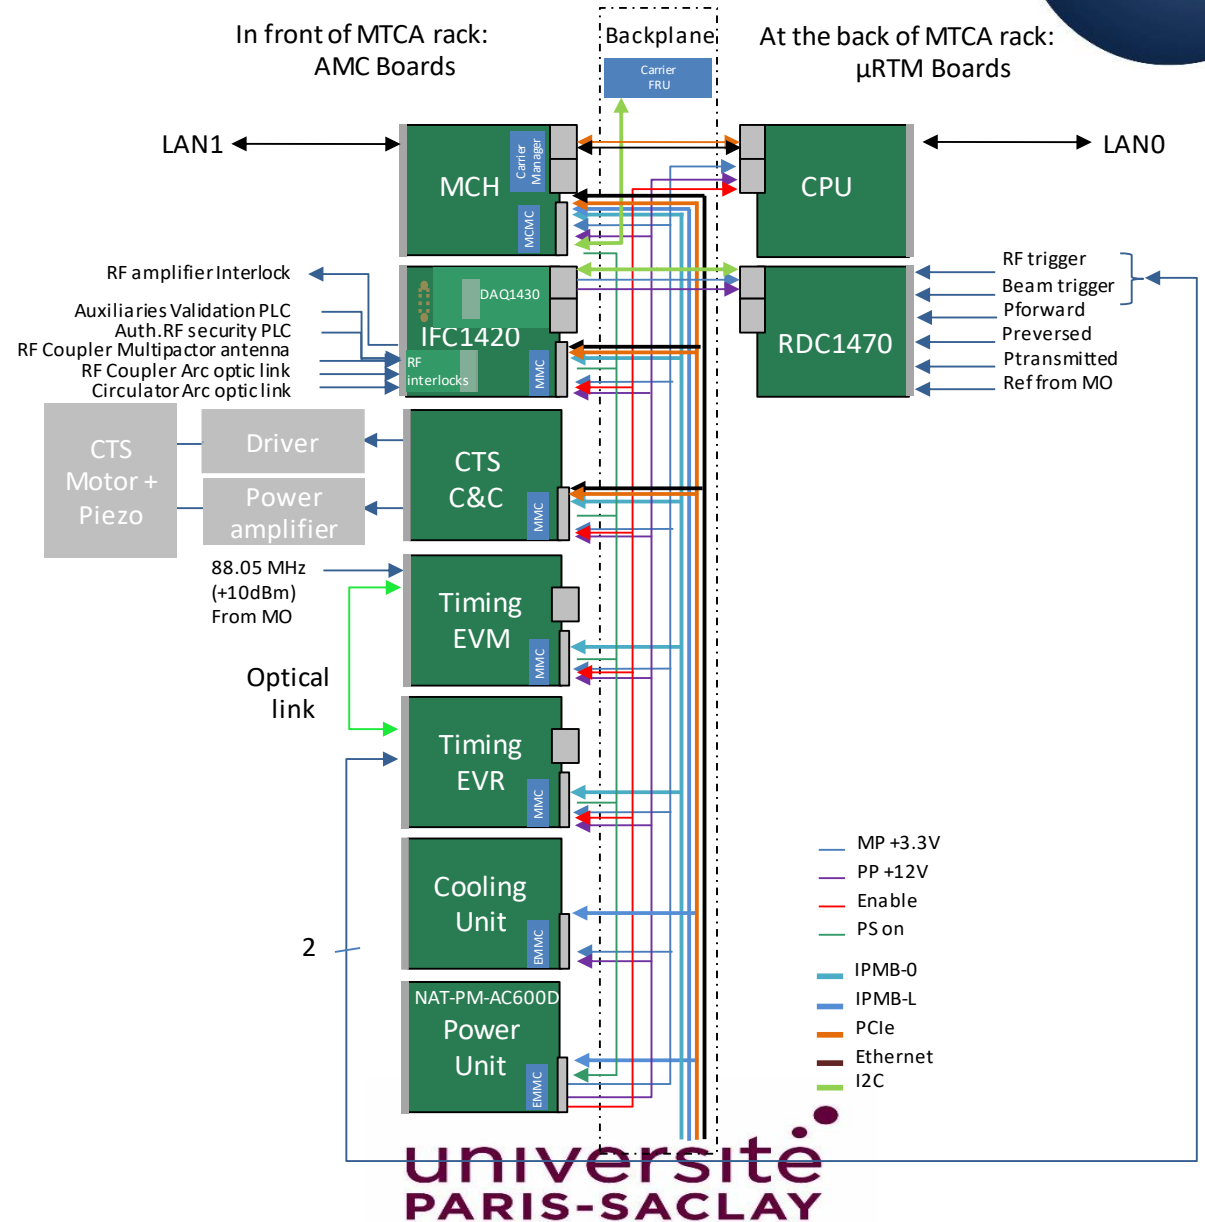 In front of MTCA rack:
AMC Boards
Backplane
At the back of MTCA rack:
µRTM Boards
Carrier
FRU
LAN1
MCH
Carrier
Manager
MCMC
CPU
LAN0
RF amplifier Interlock
Auxiliaries Validation PLC
Auth.RF security PLC
RF Coupler Multipactor antenna
RF Coupler Arc optic link
Circulator Arc optic link
DAQ1430
IFC1420
RF
interlocks
MMC
RDC1470
RF trigger
Beam trigger
Pforward
Preversed
Ptransmitted
Ref from MO
CTS
Motor +
Piezo
Driver
Power
amplifier
CTS
C&C
MMC
88.05 MHz
(+10dBm)
From MO
Timing
EVM
MMC
Optical
link
Timing
EVR
MMC
Cooling
Unit
EMMC
2
NAT-PM-AC600D
Power
Unit
EMMC
MP +3.3V
PP +12V
Enable
PS on
IPMB-0
IPMB-L
PCIe
Ethernet
I2C
université
PARIS-SACLAY